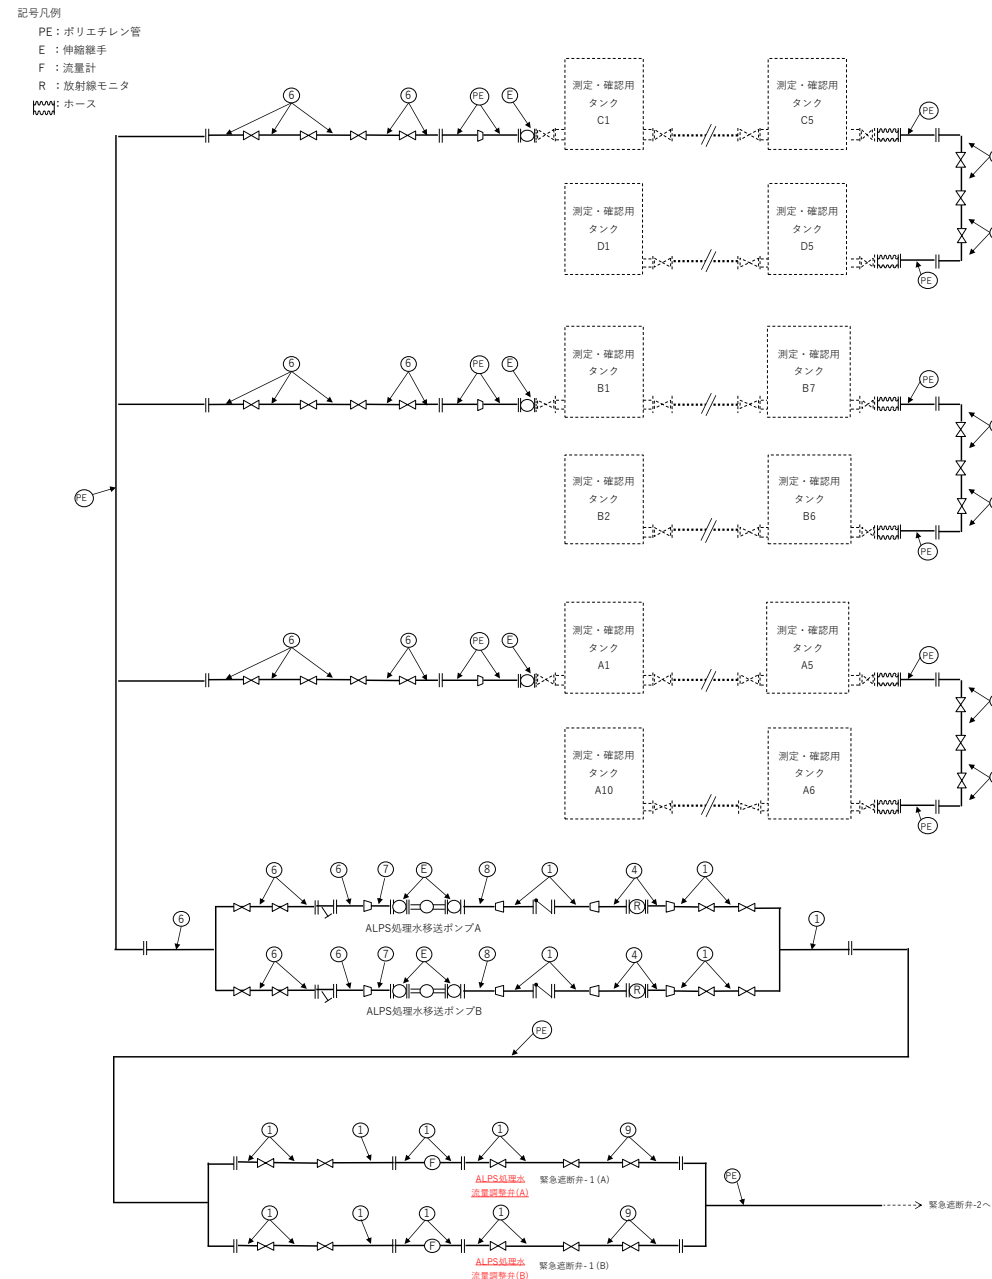 記号凡例
PE：ポリエチレン管
E ：伸縮継手
F ：流量計
R ：放射線モニタ
：ホース
6
6
PE
E
測定・確認用
タンク
C1
測定・確認用
タンク
C5
PE
測定・確認用
タンク
D1
測定・確認用
タンク
D5
PE
6
6
PE
E
測定・確認用
タンク
B1
測定・確認用
タンク
B7
PE
PE
測定・確認用
タンク
B2
測定・確認用
タンク
B6
PE
6
6
PE
E
測定・確認用
タンク
A1
測定・確認用
タンク
A5
PE
測定・確認用
タンク
A10
測定・確認用
タンク
A6
PE
6
6
7
E
8
1
4
1
R
6
1
ALPS処理水移送ポンプA
6
6
7
E
8
1
4
1
R
ALPS処理水移送ポンプB
PE
1
1
1
1
9
F
PE
ALPS処理水
流量調整弁(A)
緊急遮断弁-１(A)
緊急遮断弁-2へ
1
1
1
1
9
F
ALPS処理水
流量調整弁(B)
緊急遮断弁-１(B)